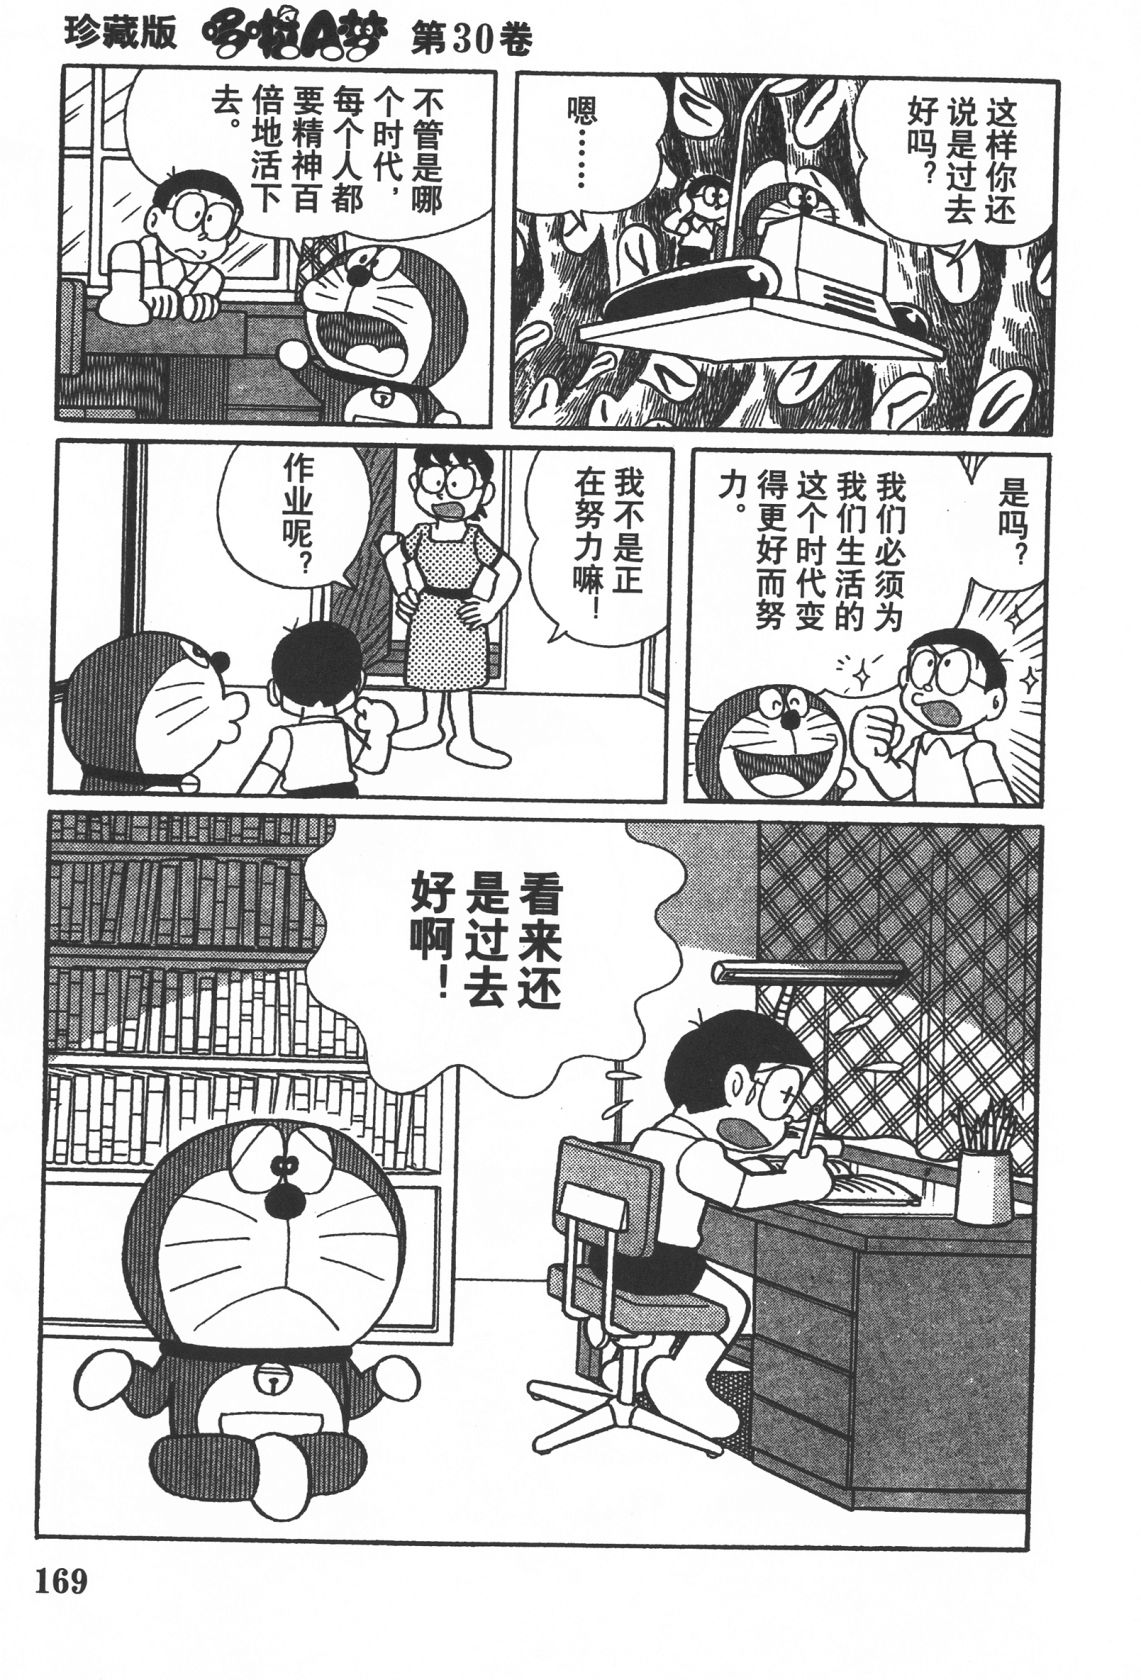 珍藏版 哆啦A梦 第30卷
这样你还
说是过去
好吗？
嗯……
不管是哪
个时代，
每个人都
要精神百
倍地活下
去。
是吗？
我们必须为
我们生活的
这个时代变
得更好而努
力。
我不是正
在努力嘛！
作业呢？
看来还
是过去
好啊！
169